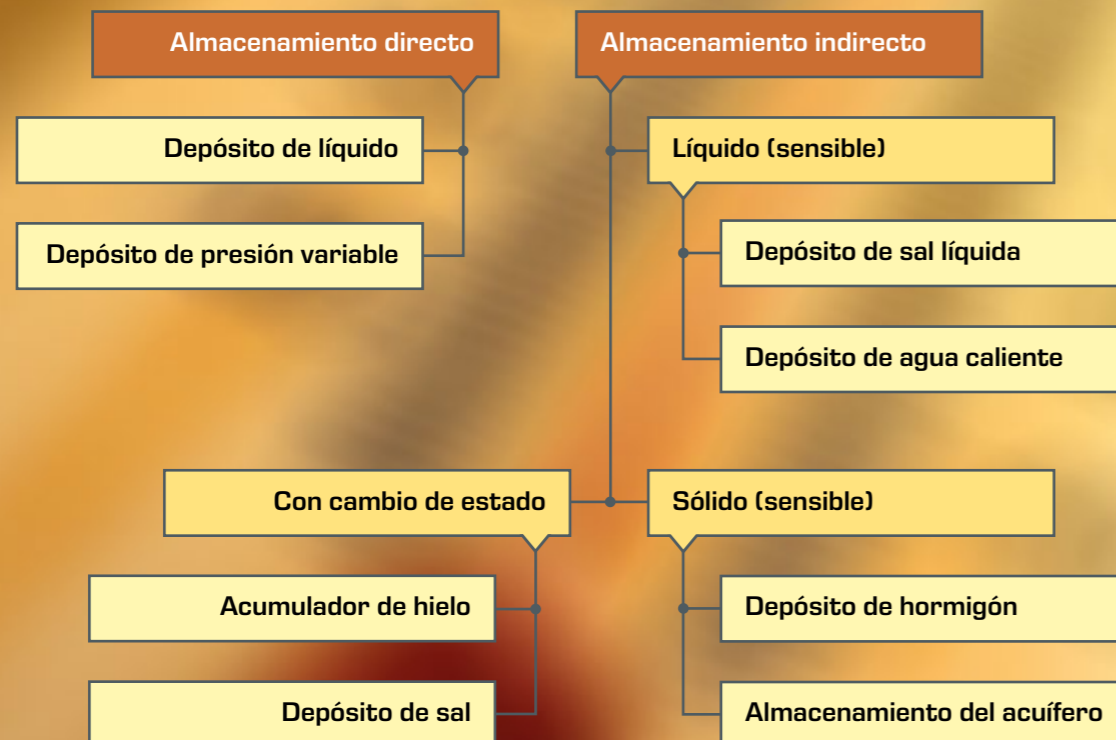 Almacenamiento directo
Depósito de líquido
Depósito de presión variable
Almacenamiento indirecto
Líquido (sensible)
Depósito de sal líquida
Depósito de agua caliente
Con cambio de estado
Acumulador de hielo
Depósito de sal
Sólido (sensible)
Depósito de hormigón
Almacenamiento del acuífero